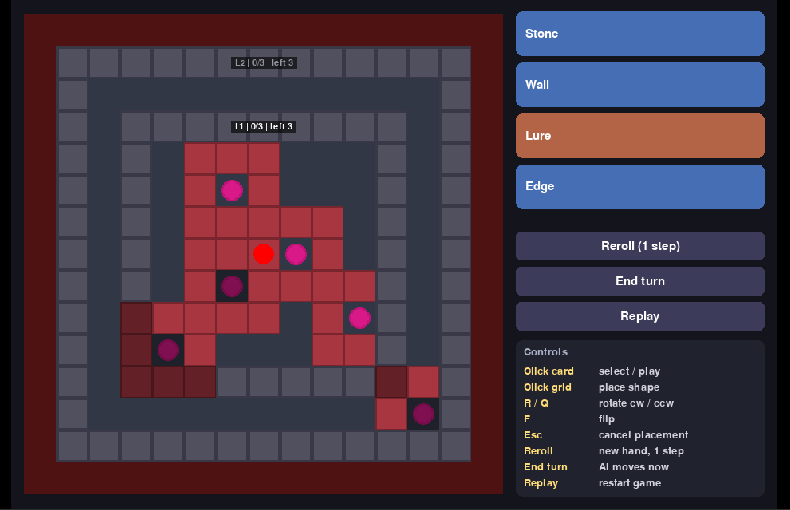 L2 | 0/3 | left 3
L1 | 0/3 | left 3
Stone
Wall
Lure
Edge
Reroll (1 step)
End turn
Replay
Controls
Click card select / play
Click grid place shape
R / Q rotate cw / ccw
F flip
Esc cancel placement
Reroll new hand, 1 step
End turn AI moves now
Replay restart game